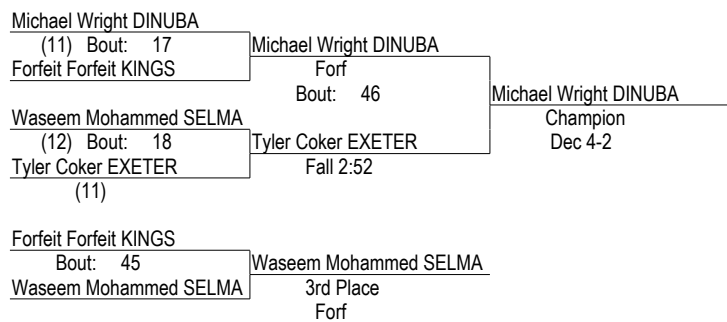 Michael Wright DINUBA
(11) Bout: 17
Forfeit Forfeit KINGS
Michael Wright DINUBA
Forf
Bout: 46
Michael Wright DINUBA
Champion
Dec 4-2
Waseem Mohammed SELMA
(12) Bout: 18
Tyler Coker EXETER
(11)
Tyler Coker EXETER
Fall 2:52
Forfeit Forfeit KINGS
Bout: 45
Waseem Mohammed SELMA
Waseem Mohammed SELMA
3rd Place
Forf